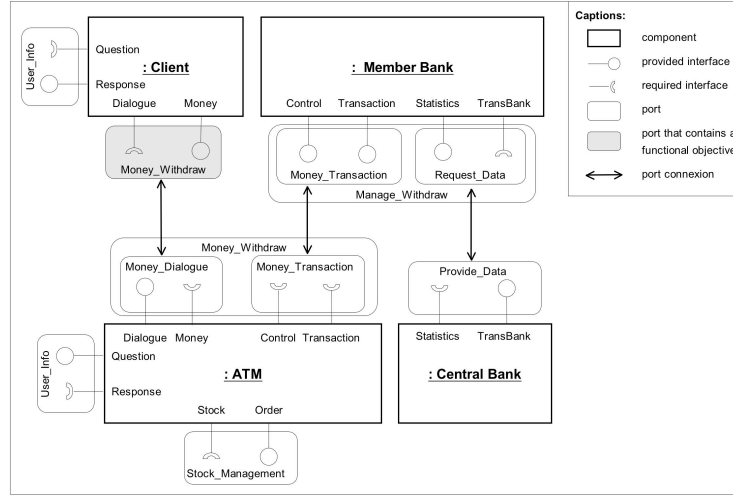 User_Info
Question
Response
: Client
Dialogue Money
Money_Withdraw
: Member Bank
Control Transaction Statistics TransBank
Money_Transaction
Request_Data
Manage_Withdraw
Captions:
component
provided interface
required interface
port
port that contains a
functional objective
port connexion
Money_Withdraw
Money_Dialogue
Money_Transaction
Provide_Data
Dialogue Money
Control Transaction
Statistics TransBank
User_Info
Question
Response
: ATM
Stock Order
Stock_Management
: Central Bank